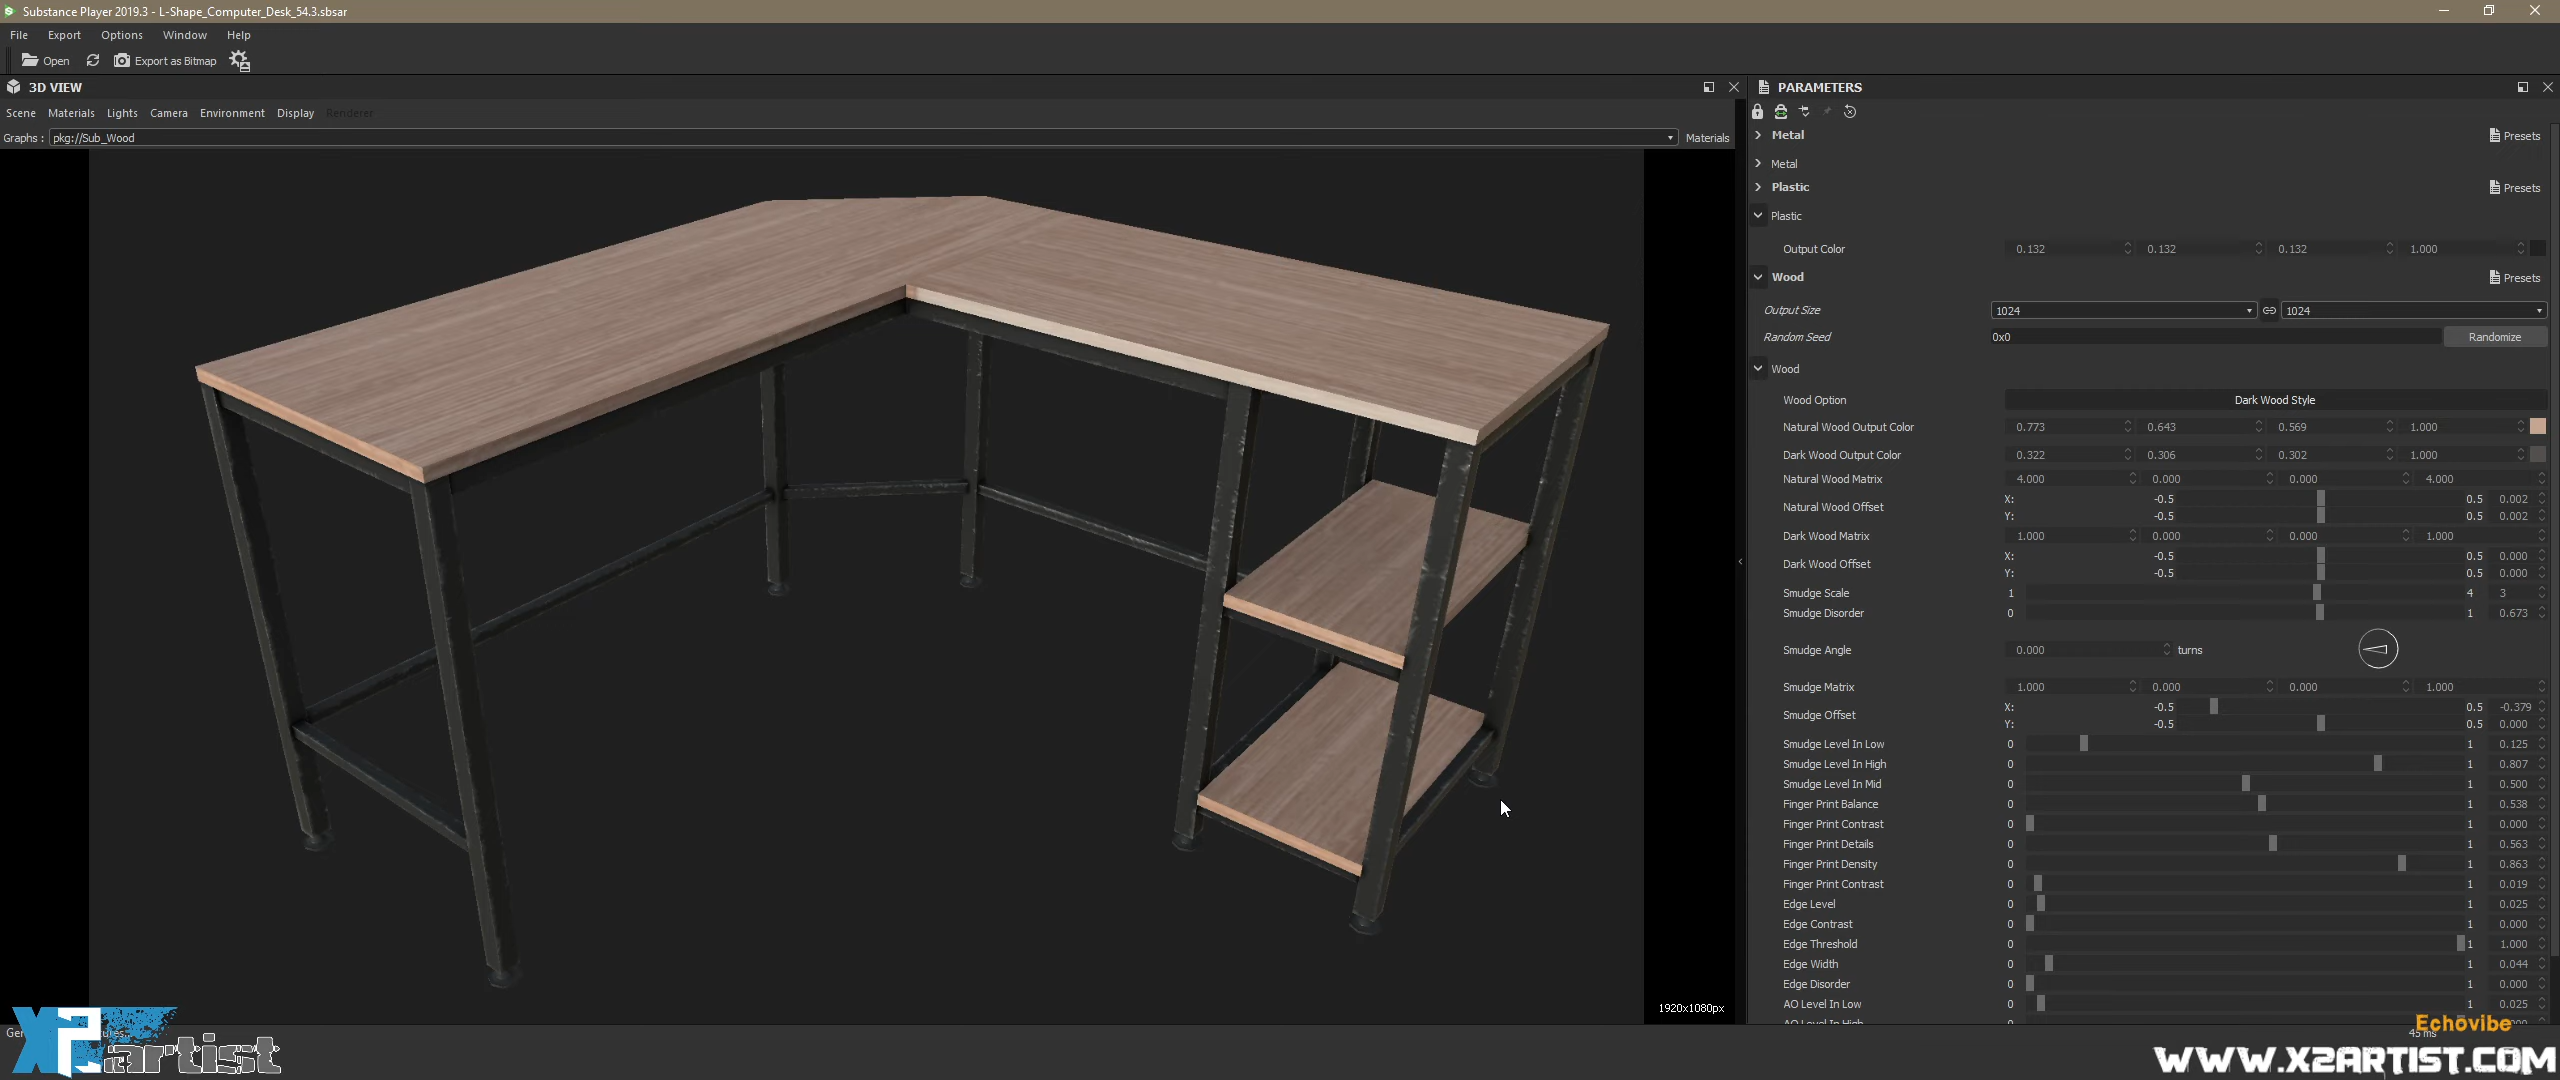 Substance Player 2019.3 - L-Shape_Computer_Desk_54.3.sbsar
File Export Options Window Help
Open Export as Bitmap
3D VIEW
Scene Materials Lights Camera Environment Display Renderer
Graphs : pkg://Sub_Wood Materials
1920x1080px
PARAMETERS
Metal Presets
Metal
Plastic Presets
Plastic
Output Color 0.132 0.132 0.132 1.000
Wood Presets
Output Size 1024 1024
Random Seed 0x0 Randomize
Wood
Wood Option Dark Wood Style
Natural Wood Output Color 0.773 0.643 0.569 1.000
Dark Wood Output Color 0.322 0.306 0.302 1.000
Natural Wood Matrix 4.000 0.000 0.000 4.000
Natural Wood Offset X: -0.5 0.5 0.002
Y: -0.5 0.5 0.002
Dark Wood Matrix 1.000 0.000 0.000 1.000
Dark Wood Offset X: -0.5 0.5 0.000
Y: -0.5 0.5 0.000
Smudge Scale 1 4 3
Smudge Disorder 0 1 0.673
Smudge Angle 0.000 turns
Smudge Matrix 1.000 0.000 0.000 1.000
Smudge Offset X: -0.5 0.5 -0.379
Y: -0.5 0.5 0.000
Smudge Level In Low 0 1 0.125
Smudge Level In High 0 1 0.807
Smudge Level In Mid 0 1 0.500
Finger Print Balance 0 1 0.538
Finger Print Contrast 0 1 0.000
Finger Print Details 0 1 0.563
Finger Print Density 0 1 0.863
Finger Print Contrast 0 1 0.019
Edge Level 0 1 0.025
Edge Contrast 0 1 0.000
Edge Threshold 0 1 1.000
Edge Width 0 1 0.044
Edge Disorder 0 1 0.000
AO Level In Low 0 1 0.025
AO Level In High
Echovibe
45 ms
X2artist
WWW.X2ARTIST.COM